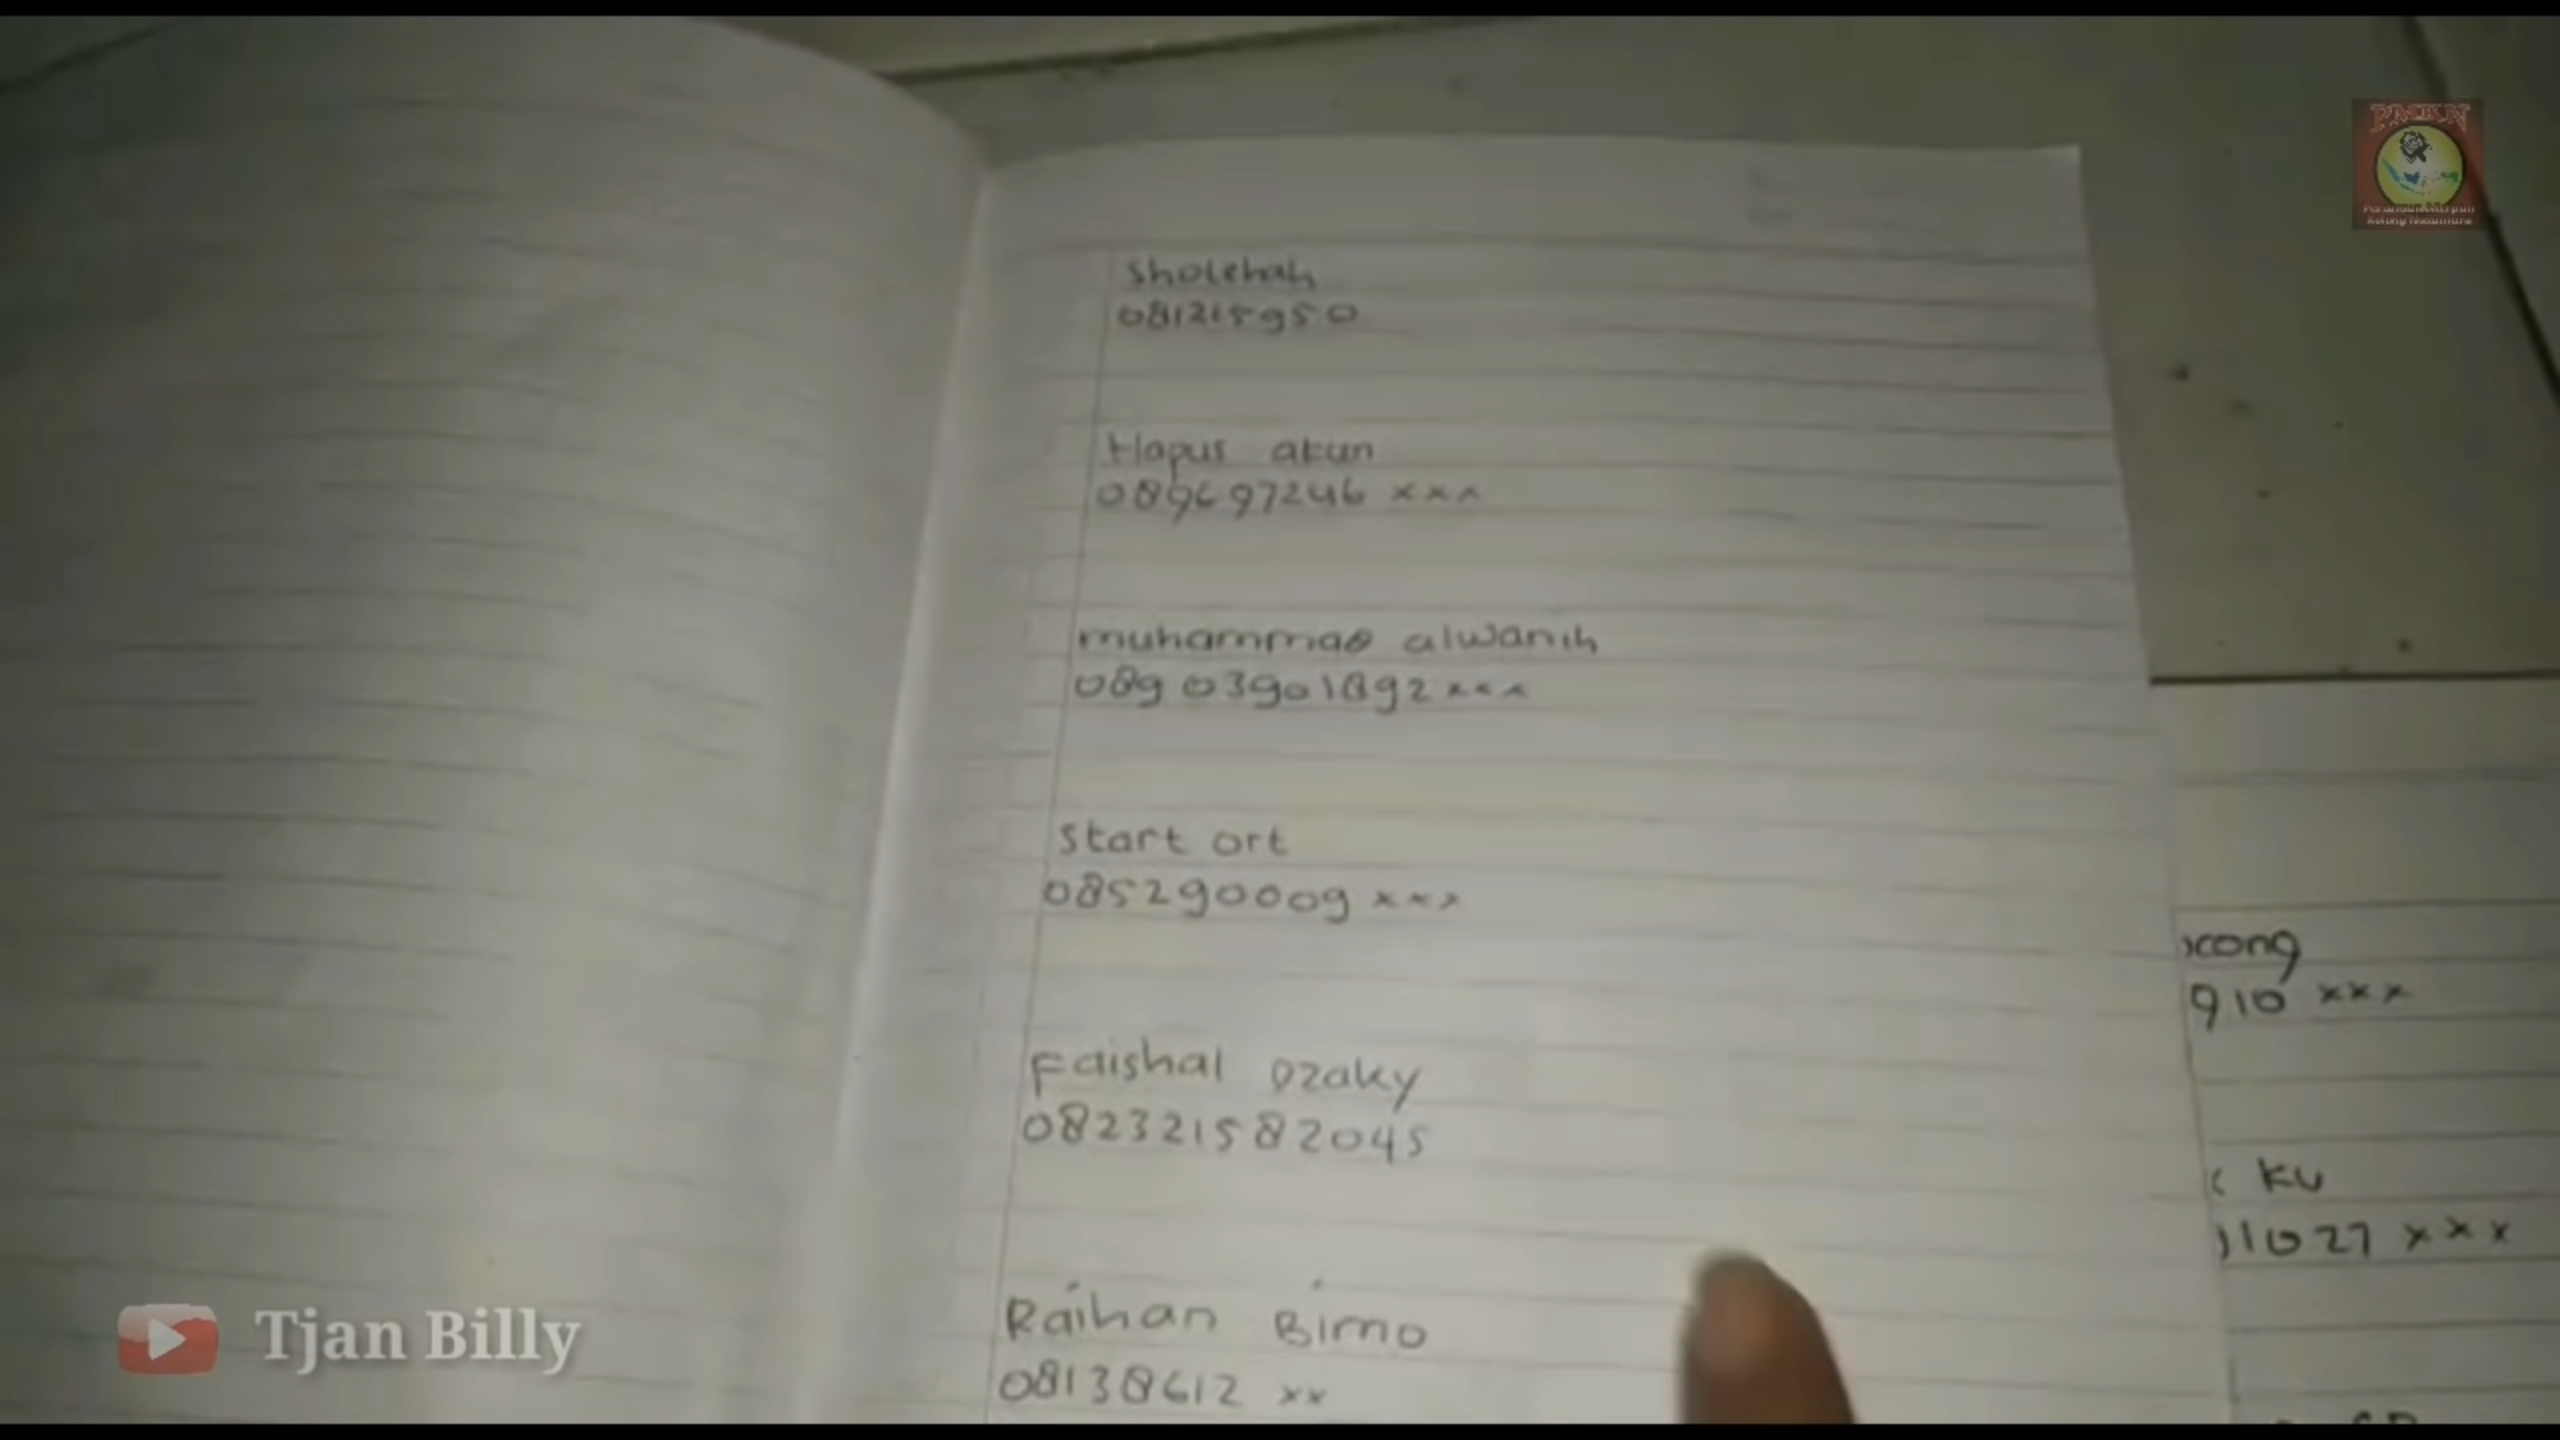 Sholehah
081215950
Hapus akun
089697246 xxx
muhammad alwanih
089 03901892 xxx
Start ort
085290009 xxx
Faishal Dzaky
082321582045
Raihan Bimo
08138612 xx
cong
910 xxx
Ku
11027 xxx
Tjan Billy